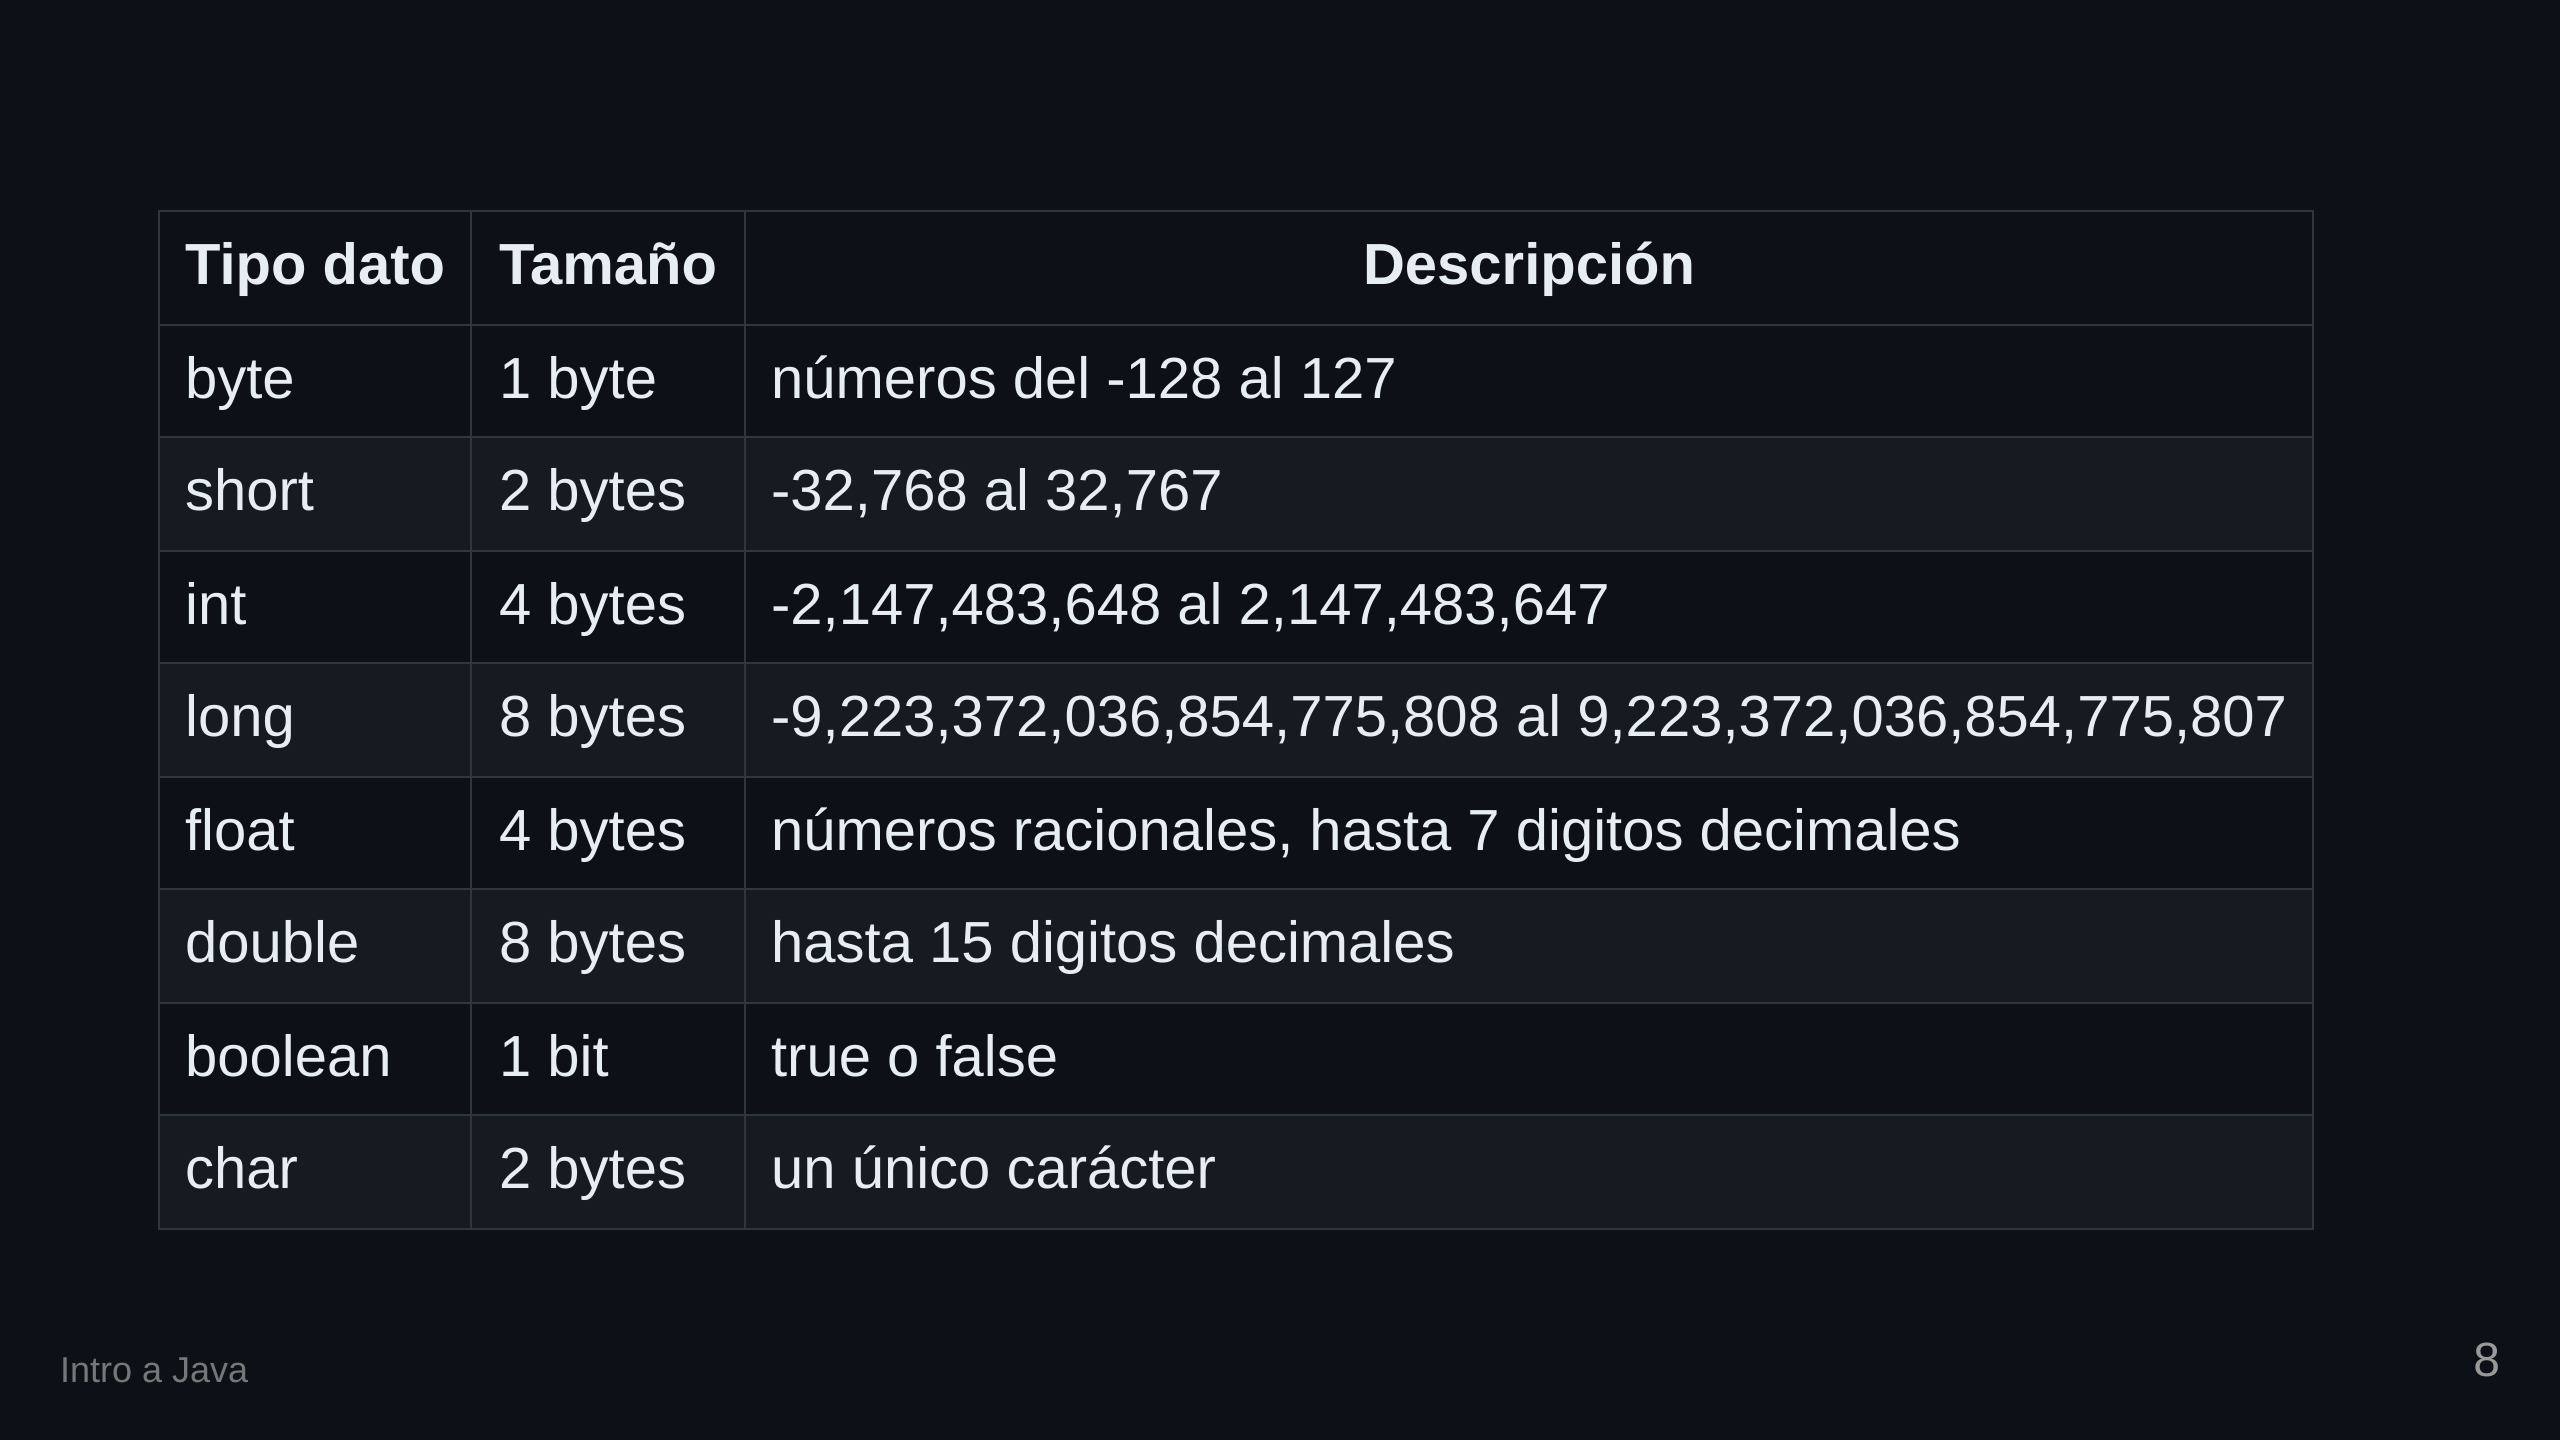 Tipo dato Tamaño Descripción
byte 1 byte números del -128 al 127
short 2 bytes -32,768 al 32,767
int 4 bytes -2,147,483,648 al 2,147,483,647
long 8 bytes -9,223,372,036,854,775,808 al 9,223,372,036,854,775,807
float 4 bytes números racionales, hasta 7 digitos decimales
double 8 bytes hasta 15 digitos decimales
boolean 1 bit true o false
char 2 bytes un único carácter
Intro a Java 8